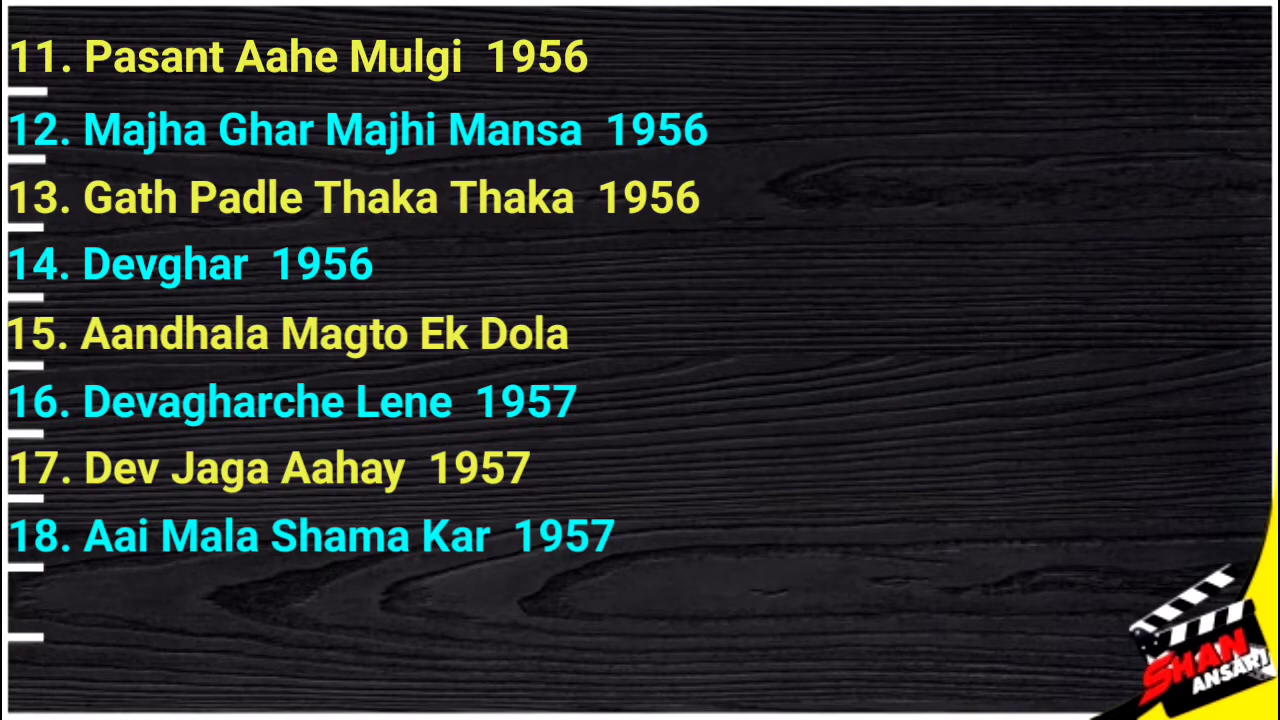 11. Pasant Aahe Mulgi 1956
12. Majha Ghar Majhi Mansa 1956
13. Gath Padle Thaka Thaka 1956
14. Devghar 1956
15. Aandhala Magto Ek Dola
16. Devagharche Lene 1957
17. Dev Jaga Aahay 1957
18. Aai Mala Shama Kar 1957
SHAN
ANSARI